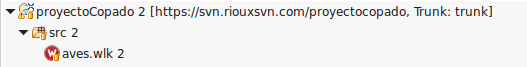 proyectoCopado 2 [https://svn.riouxsvn.com/proyectocopado, Trunk: trunk]
src 2
aves.wlk 2